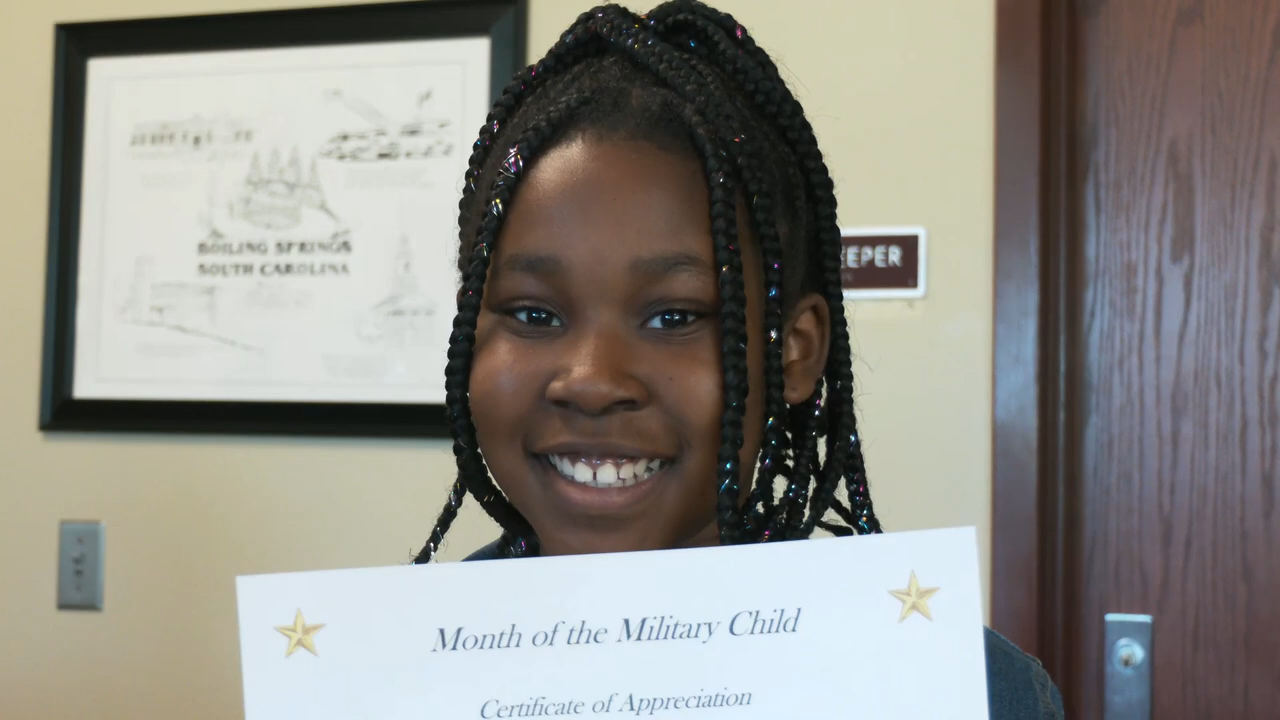 BOILING SPRINGS
SOUTH CAROLINA
EEPER
Month of the Military Child
Certificate of Appreciation